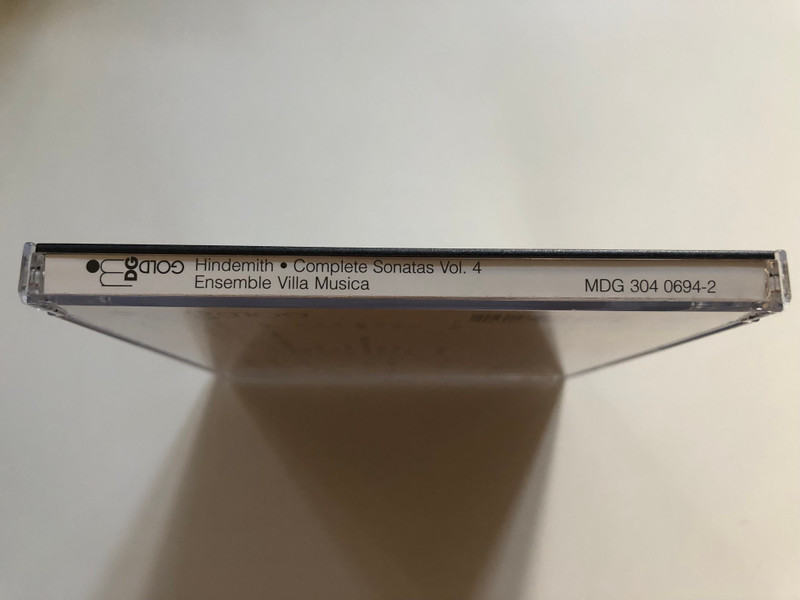 MDG GOLD
Hindemith • Complete Sonatas Vol. 4
Ensemble Villa Musica
MDG 304 0694-2